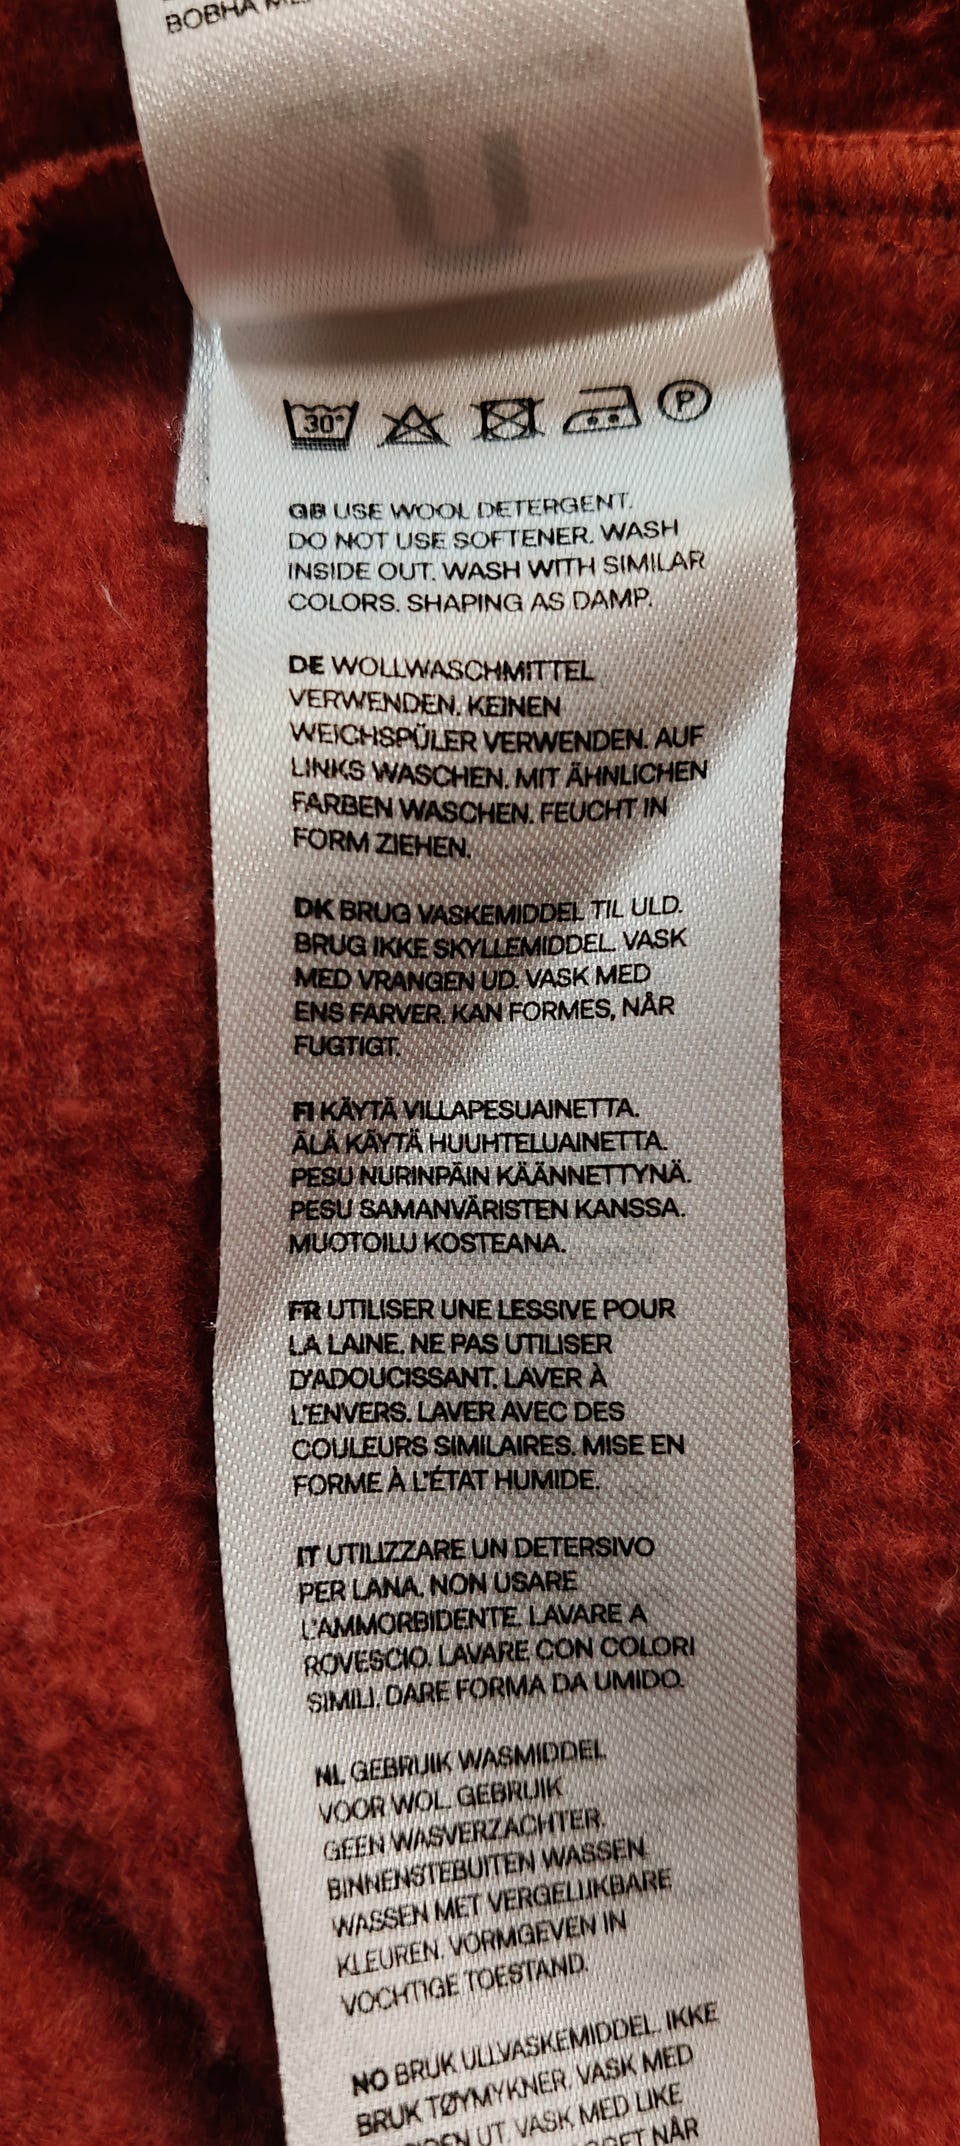 BOBHA
U
30°
P
GB USE WOOL DETERGENT.
DO NOT USE SOFTENER. WASH
INSIDE OUT. WASH WITH SIMILAR
COLORS. SHAPING AS DAMP.
DE WOLLWASCHMITTEL
VERWENDEN. KEINEN
WEICHSPÜLER VERWENDEN. AUF
LINKS WASCHEN. MIT ÄHNLICHEN
FARBEN WASCHEN. FEUCHT IN
FORM ZIEHEN.
DK BRUG VASKEMIDDEL TIL ULD.
BRUG IKKE SKYLLEMIDDEL. VASK
MED VRANGEN UD. VASK MED
ENS FARVER. KAN FORMES, NÅR
FUGTIGT.
FI KÄYTÄ VILLAPESUAINETTA.
ÄLÄ KÄYTÄ HUUHTELUAINETTA.
PESU NURINPÄIN KÄÄNNETTYNÄ.
PESU SAMANVÄRISTEN KANSSA.
MUOTOILU KOSTEANA.
FR UTILISER UNE LESSIVE POUR
LA LAINE. NE PAS UTILISER
D'ADOUCISSANT. LAVER À
L'ENVERS. LAVER AVEC DES
COULEURS SIMILAIRES. MISE EN
FORME À L'ÉTAT HUMIDE.
IT UTILIZZARE UN DETERSIVO
PER LANA. NON USARE
L'AMMORBIDENTE. LAVARE A
ROVESCIO. LAVARE CON COLORI
SIMILI. DARE FORMA DA UMIDO.
NL GEBRUIK WASMIDDEL
VOOR WOL. GEBRUIK
GEEN WASVERZACHTER.
BINNENSTEBUITEN WASSEN.
WASSEN MET VERGELIJKBARE
KLEUREN. VORMGEVEN IN
VOCHTIGE TOESTAND.
NO BRUK ULLVASKEMIDDEL. IKKE
BRUK TØYMYKNER. VASK MED
UT. VASK MED LIKE
NÅR